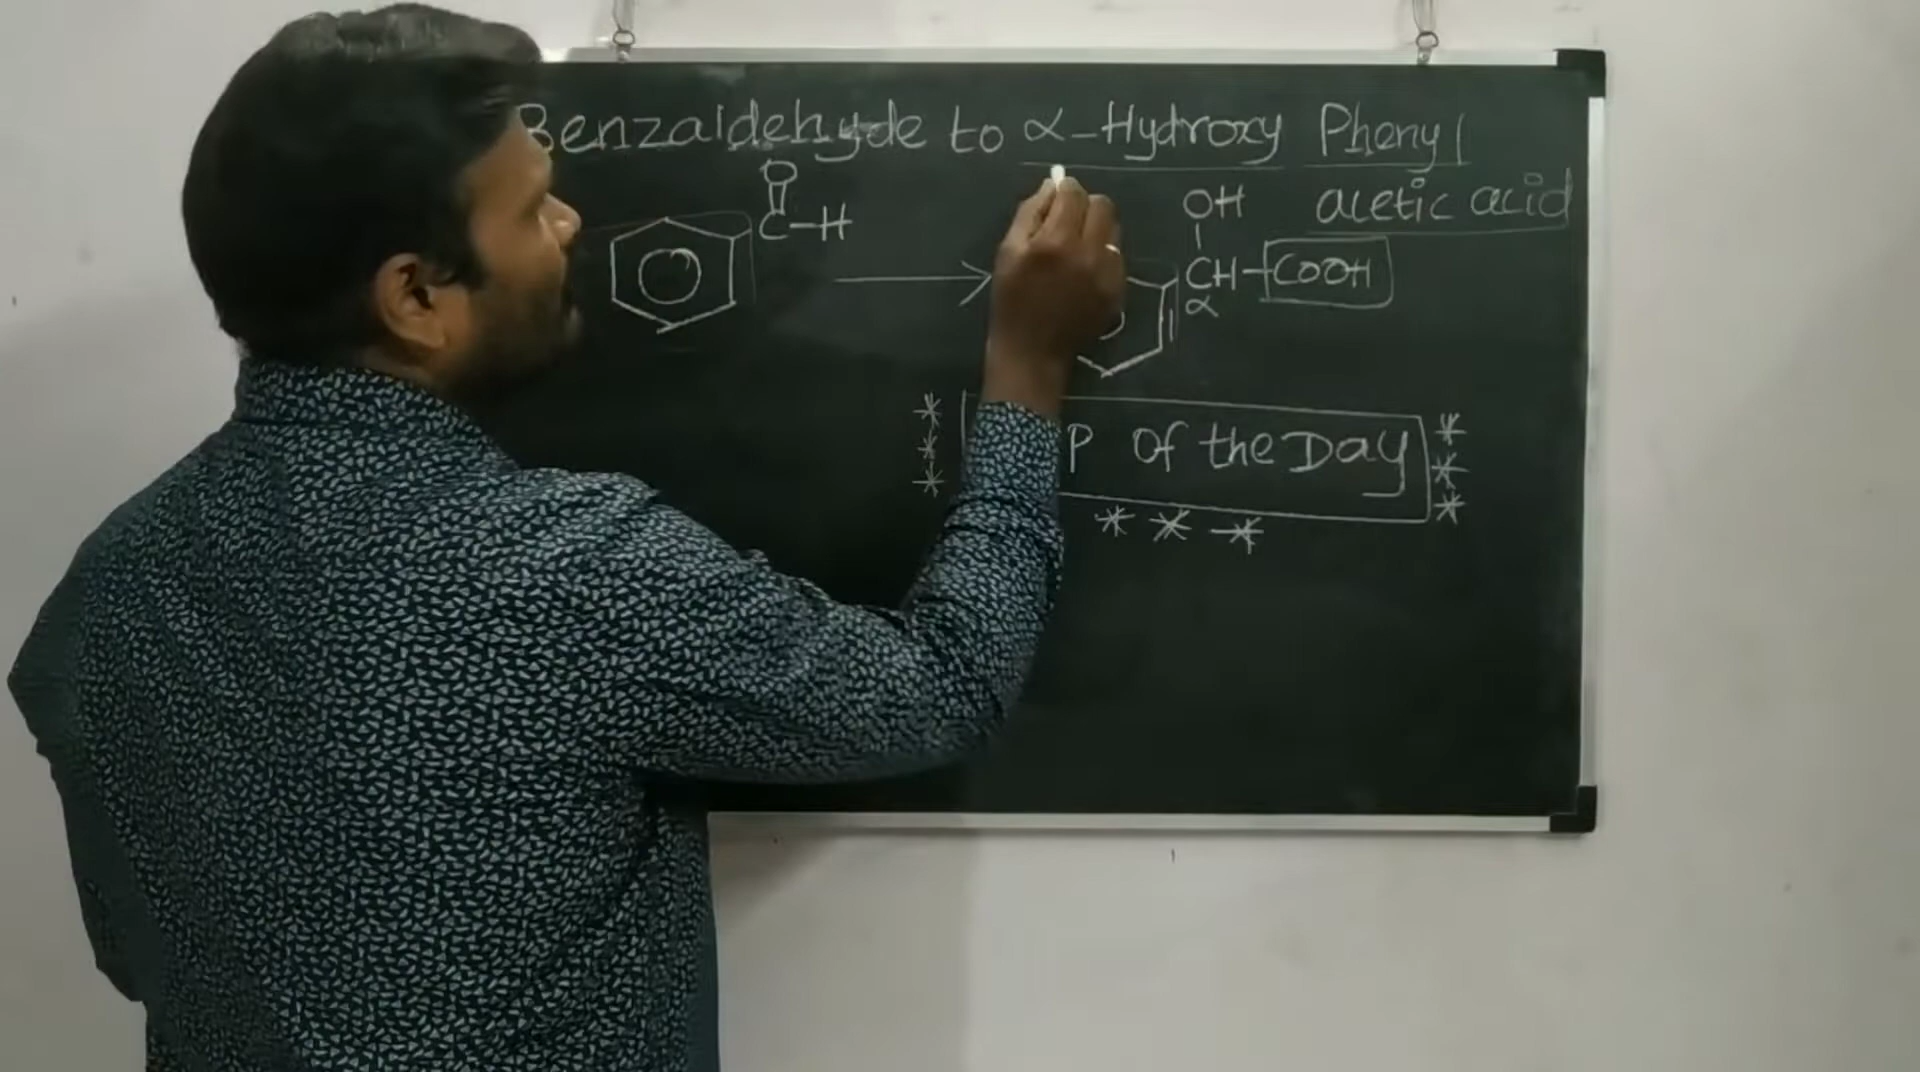 Benzaldehyde to α-Hydroxy Phenyl
acetic acid
O
C-H
OH
CH-COOH
α
P Of the Day